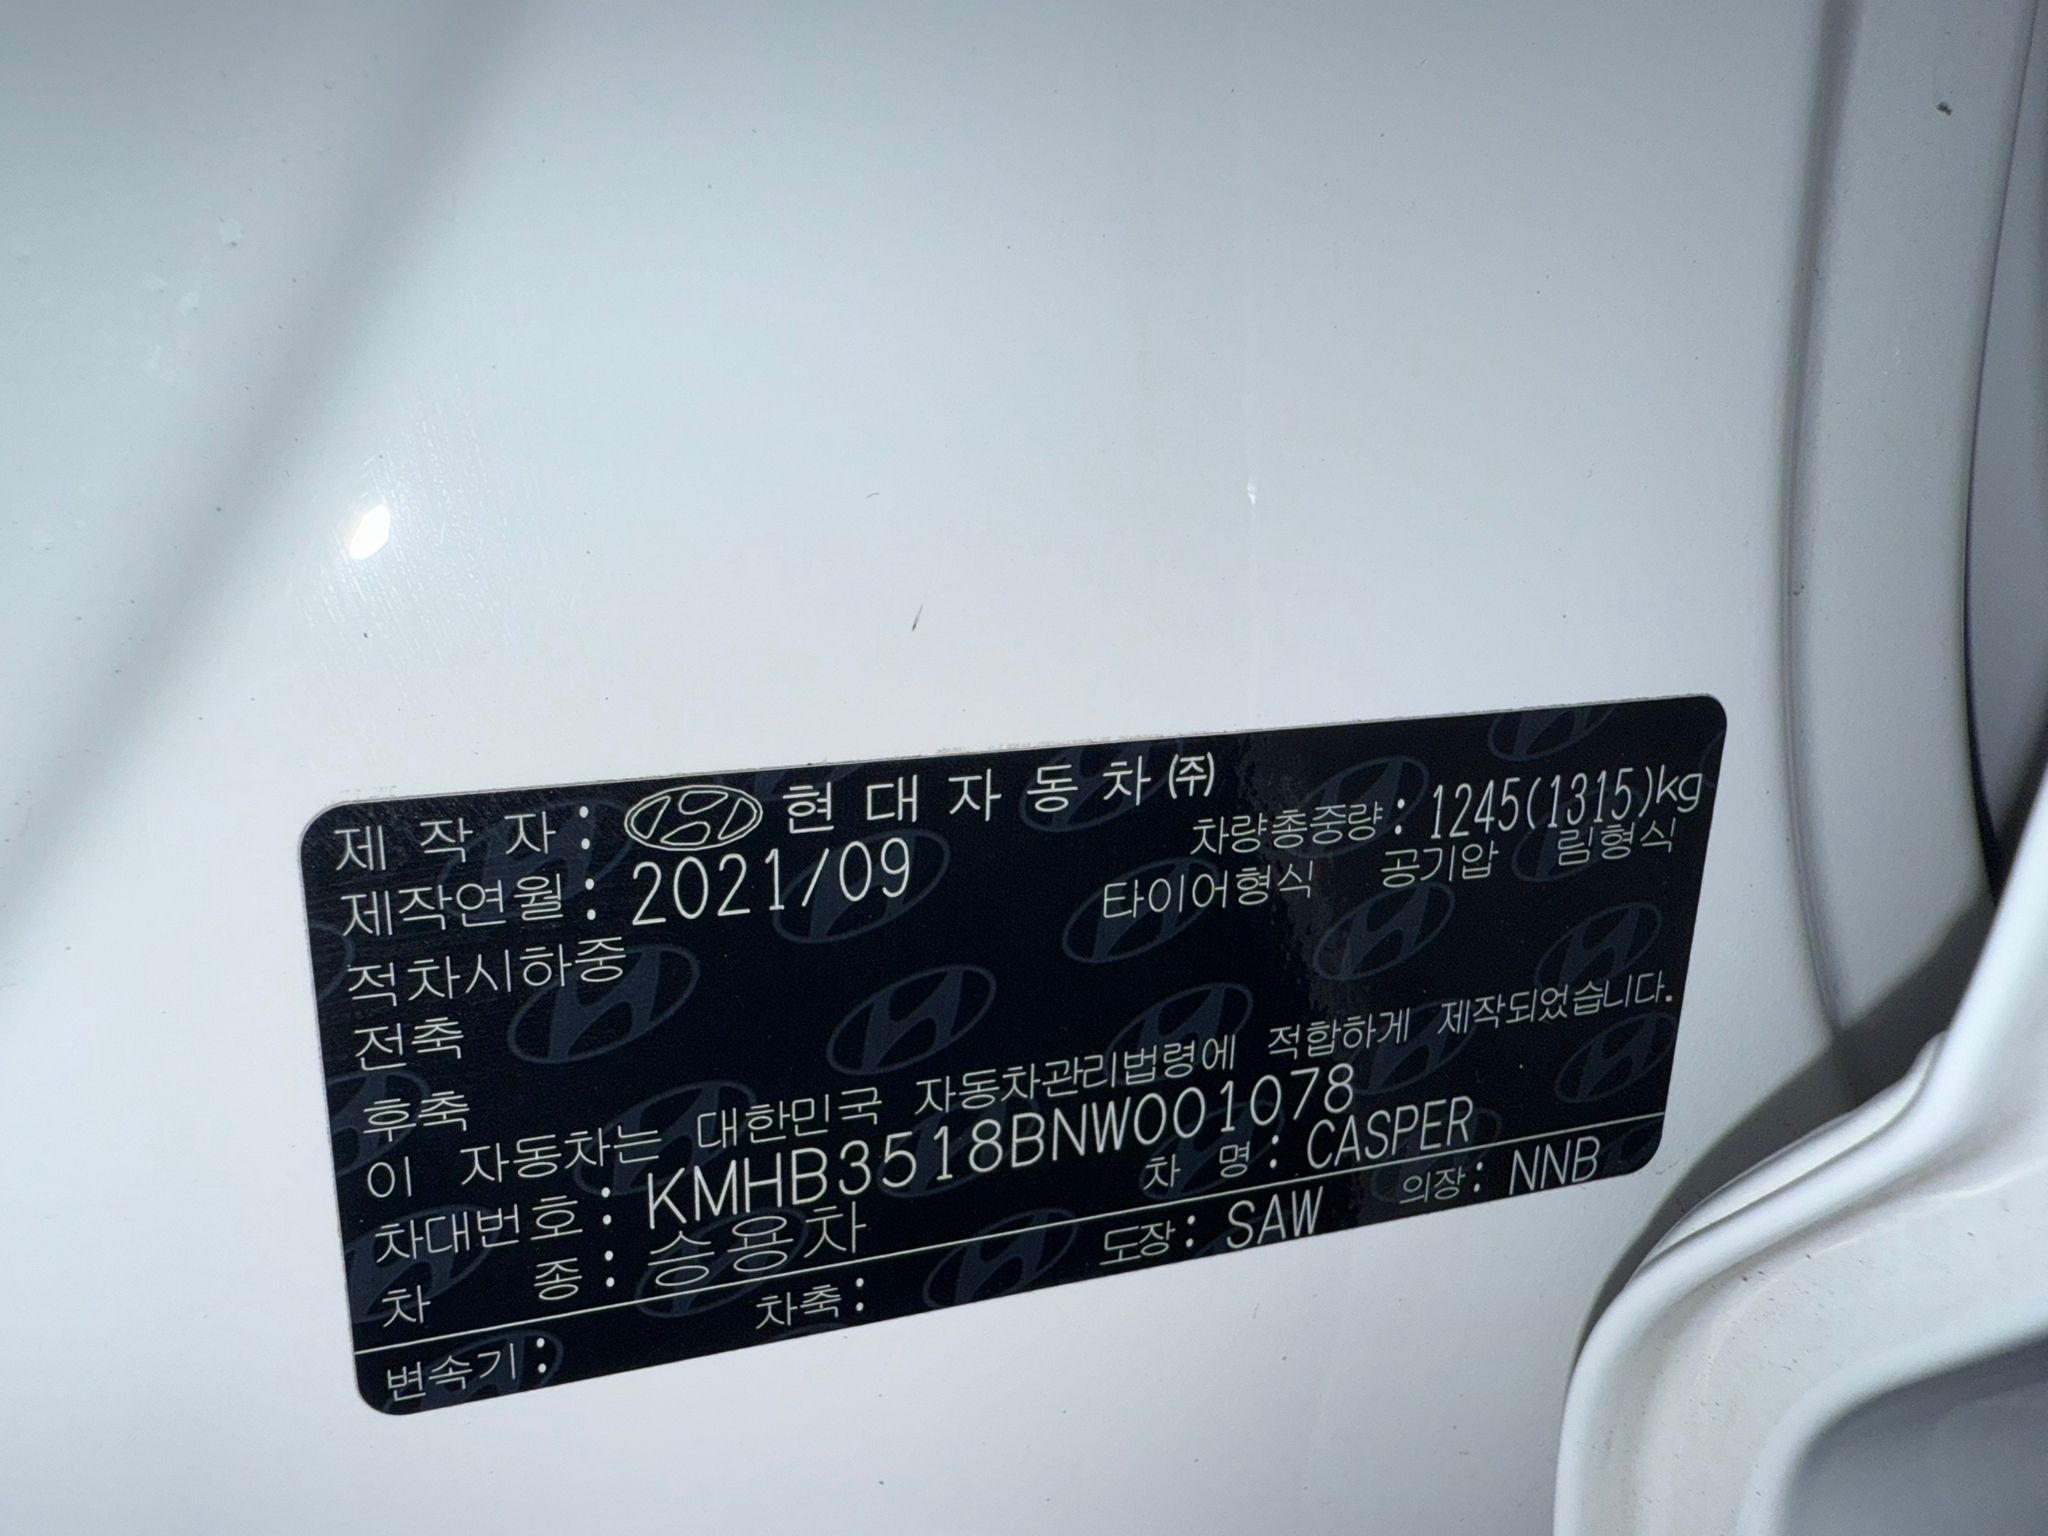 제 작 자 : 현 대 자 동 차 ㈜
제작연월 : 2021/09 차량총중량 : 1245(1315)kg
적차시하중 타이어형식 공기압 림형식
전축
후축
이 자동차는 대한민국 자동차관리법령에 적합하게 제작되었습니다.
차대번호 : KMHB3518BNW001078
차 종 : 승용차 차 명 : CASPER
변속기 : 차축 : 도장 : SAW 의장 : NNB